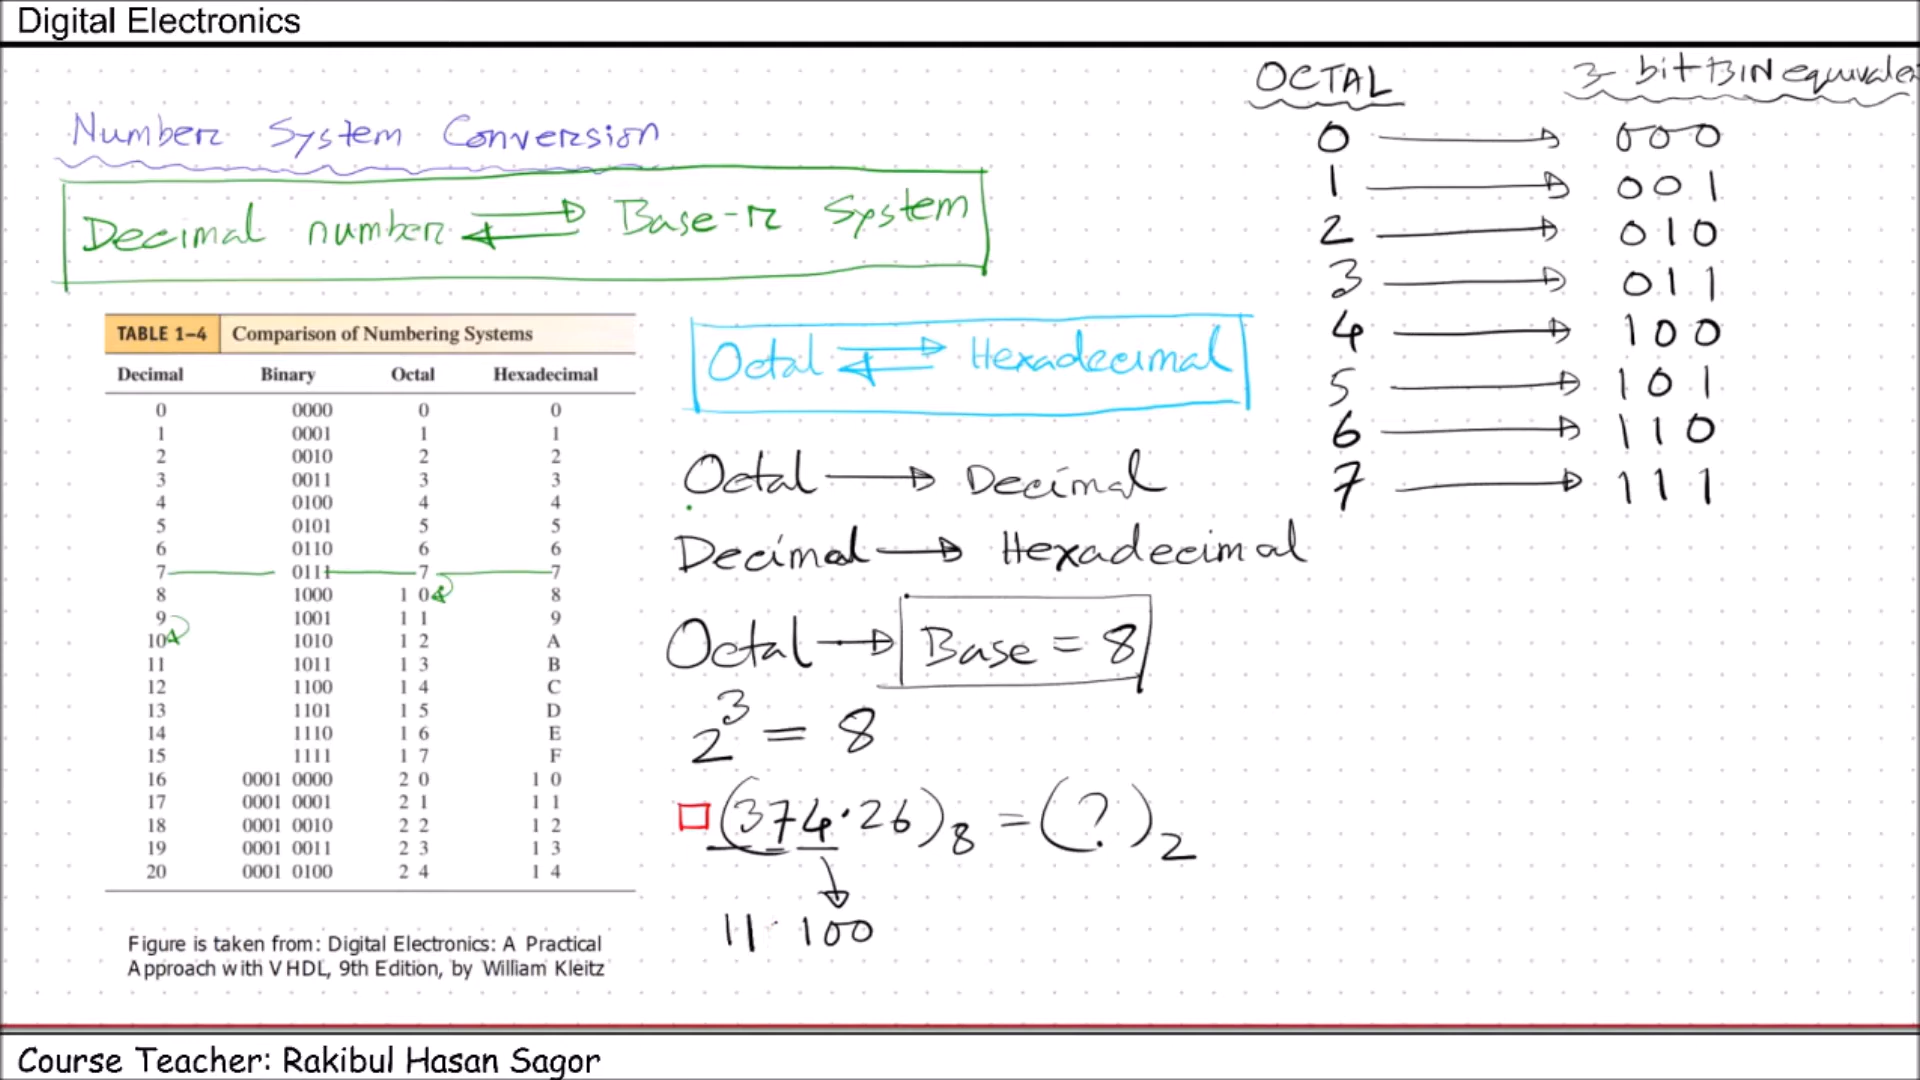 Digital Electronics
Number System Conversion
Decimal number ⇌ Base-r System
TABLE 1–4 Comparison of Numbering Systems
Decimal Binary Octal Hexadecimal
0 0000 0 0
1 0001 1 1
2 0010 2 2
3 0011 3 3
4 0100 4 4
5 0101 5 5
6 0110 6 6
7 0111 7 7
8 1000 1 0 8
9 1001 1 1 9
10 1010 1 2 A
11 1011 1 3 B
12 1100 1 4 C
13 1101 1 5 D
14 1110 1 6 E
15 1111 1 7 F
16 0001 0000 2 0 1 0
17 0001 0001 2 1 1 1
18 0001 0010 2 2 1 2
19 0001 0011 2 3 1 3
20 0001 0100 2 4 1 4
Figure is taken from: Digital Electronics: A Practical
Approach with VHDL, 9th Edition, by William Kleitz
Octal ⇌ Hexadecimal
Octal → Decimal
Decimal → Hexadecimal
Octal → Base = 8
2³ = 8
(374.26)₈ = (?)₂
11 100
OCTAL 3-bit BIN equivale
0 → 000
1 → 001
2 → 010
3 → 011
4 → 100
5 → 101
6 → 110
7 → 111
Course Teacher: Rakibul Hasan Sagor